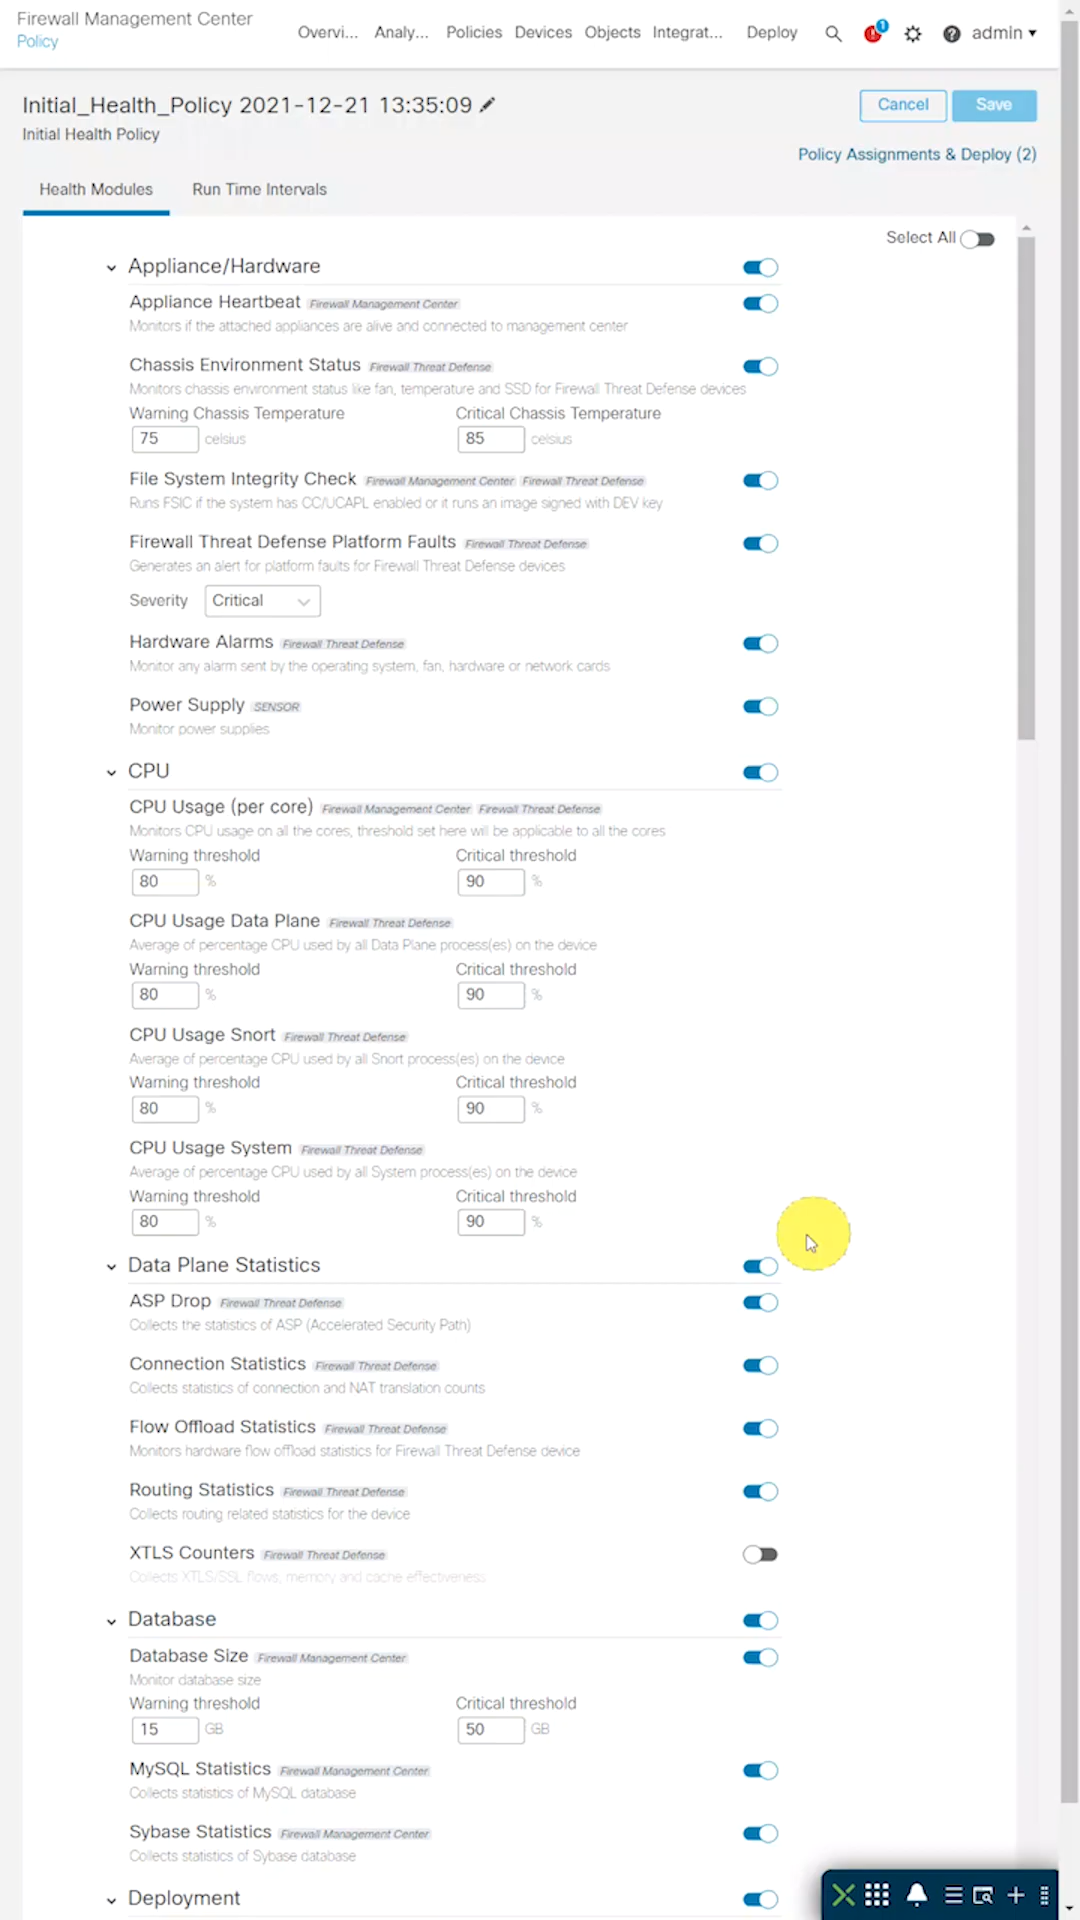 Firewall Management Center
Policy
Overvi... Analy... Policies Devices Objects Integrat... Deploy 1 admin
Initial_Health_Policy 2021-12-21 13:35:09
Cancel Save
Initial Health Policy
Policy Assignments & Deploy (2)
Health Modules Run Time Intervals
Select All
Appliance/Hardware
Appliance Heartbeat Firewall Management Center
Monitors if the attached appliances are alive and connected to management center
Chassis Environment Status Firewall Threat Defense
Monitors chassis environment status like fan, temperature and SSD for Firewall Threat Defense devices
Warning Chassis Temperature Critical Chassis Temperature
75 celsius 85 celsius
File System Integrity Check Firewall Management Center Firewall Threat Defense
Runs FSIC if the system has CC/UCAPL enabled or it runs an image signed with DEV key
Firewall Threat Defense Platform Faults Firewall Threat Defense
Generates an alert for platform faults for Firewall Threat Defense devices
Severity Critical
Hardware Alarms Firewall Threat Defense
Monitor any alarm sent by the operating system, fan, hardware or network cards
Power Supply SENSOR
Monitor power supplies
CPU
CPU Usage (per core) Firewall Management Center Firewall Threat Defense
Monitors CPU usage on all the cores, threshold set here will be applicable to all the cores
Warning threshold Critical threshold
80 % 90 %
CPU Usage Data Plane Firewall Threat Defense
Average of percentage CPU used by all Data Plane process(es) on the device
Warning threshold Critical threshold
80 % 90 %
CPU Usage Snort Firewall Threat Defense
Average of percentage CPU used by all Snort process(es) on the device
Warning threshold Critical threshold
80 % 90 %
CPU Usage System Firewall Threat Defense
Average of percentage CPU used by all System process(es) on the device
Warning threshold Critical threshold
80 % 90 %
Data Plane Statistics
ASP Drop Firewall Threat Defense
Collects the statistics of ASP (Accelerated Security Path)
Connection Statistics Firewall Threat Defense
Collects statistics of connection and NAT translation counts
Flow Offload Statistics Firewall Threat Defense
Monitors hardware flow offload statistics for Firewall Threat Defense device
Routing Statistics Firewall Threat Defense
Collects routing related statistics for the device
XTLS Counters Firewall Threat Defense
Collects XTLS/SSL flows, memory and cache effectiveness
Database
Database Size Firewall Management Center
Monitor database size
Warning threshold Critical threshold
15 GB 50 GB
MySQL Statistics Firewall Management Center
Collects statistics of MySQL database
Sybase Statistics Firewall Management Center
Collects statistics of Sybase database
Deployment